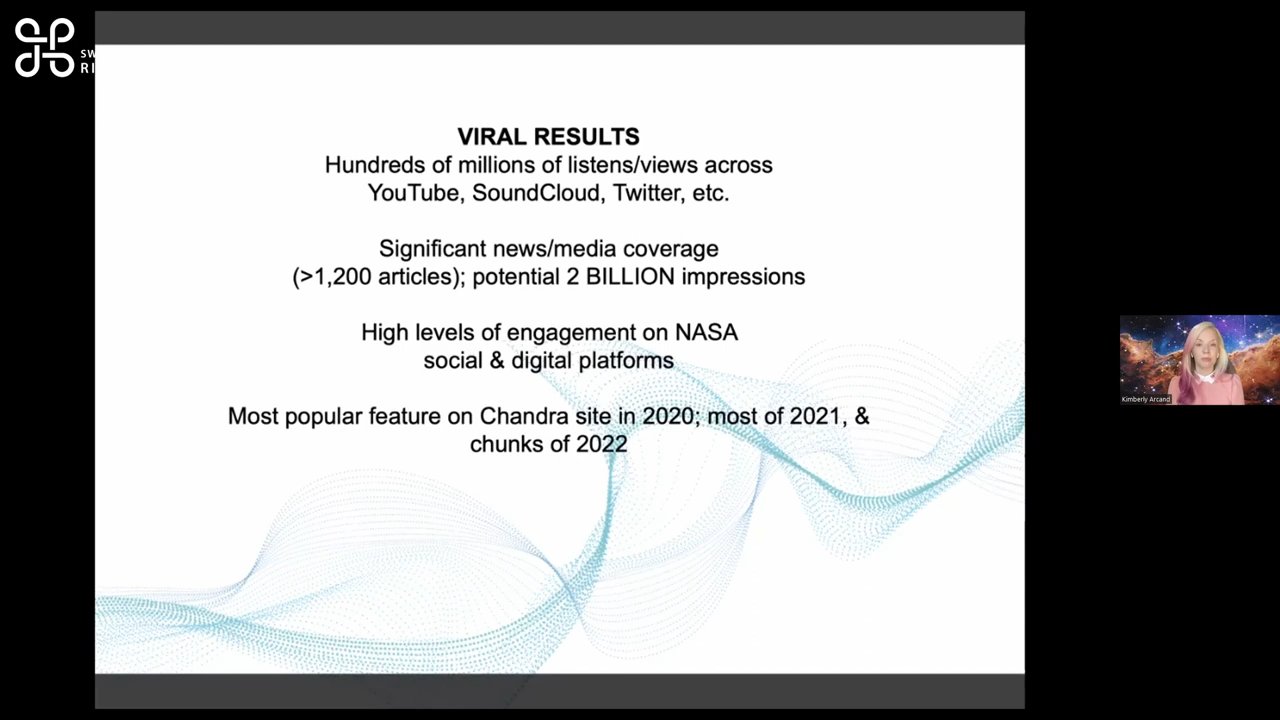 SW
RI
VIRAL RESULTS
Hundreds of millions of listens/views across
YouTube, SoundCloud, Twitter, etc.
Significant news/media coverage
(>1,200 articles); potential 2 BILLION impressions
High levels of engagement on NASA
social & digital platforms
Most popular feature on Chandra site in 2020; most of 2021, &
chunks of 2022
Kimberly Arcand